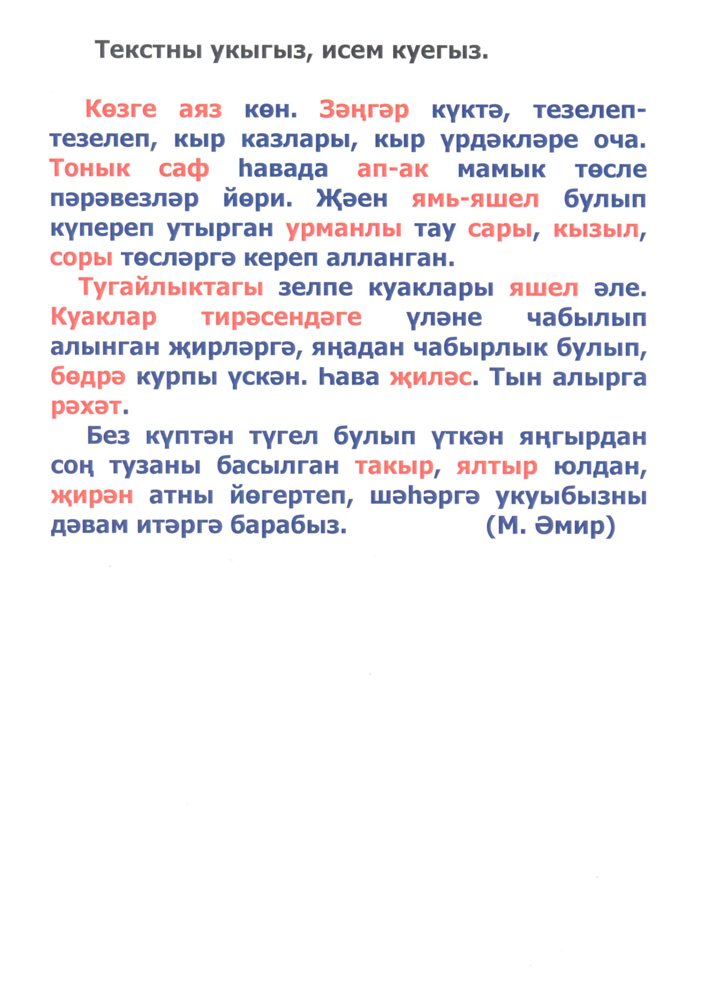 Текстны укыгыз, исем куегыз.
Көзге аяз көн. Зәңгәр күктә, тезелеп-
тезелеп, кыр казлары, кыр үрдәкләре оча.
Тонык саф һавада ап-ак мамык төсле
пәрәвезләр йөри. Җәен ямь-яшел булып
күпереп утырган урманлы тау сары, кызыл,
соры төсләргә кереп алланган.
Тугайлыктагы зелпе куаклары яшел әле.
Куаклар тирәсендәге үләне чабылып
алынган җирләргә, яңадан чабырлык булып,
бөдрә курпы үскән. Һава җиләс. Тын алырга
рәхәт.
Без күптән түгел булып үткән яңгырдан
соң тузаны басылган такыр, ялтыр юлдан,
җирән атны йөгертеп, шәһәргә укуыбызны
дәвам итәргә барабыз. (М. Әмир)